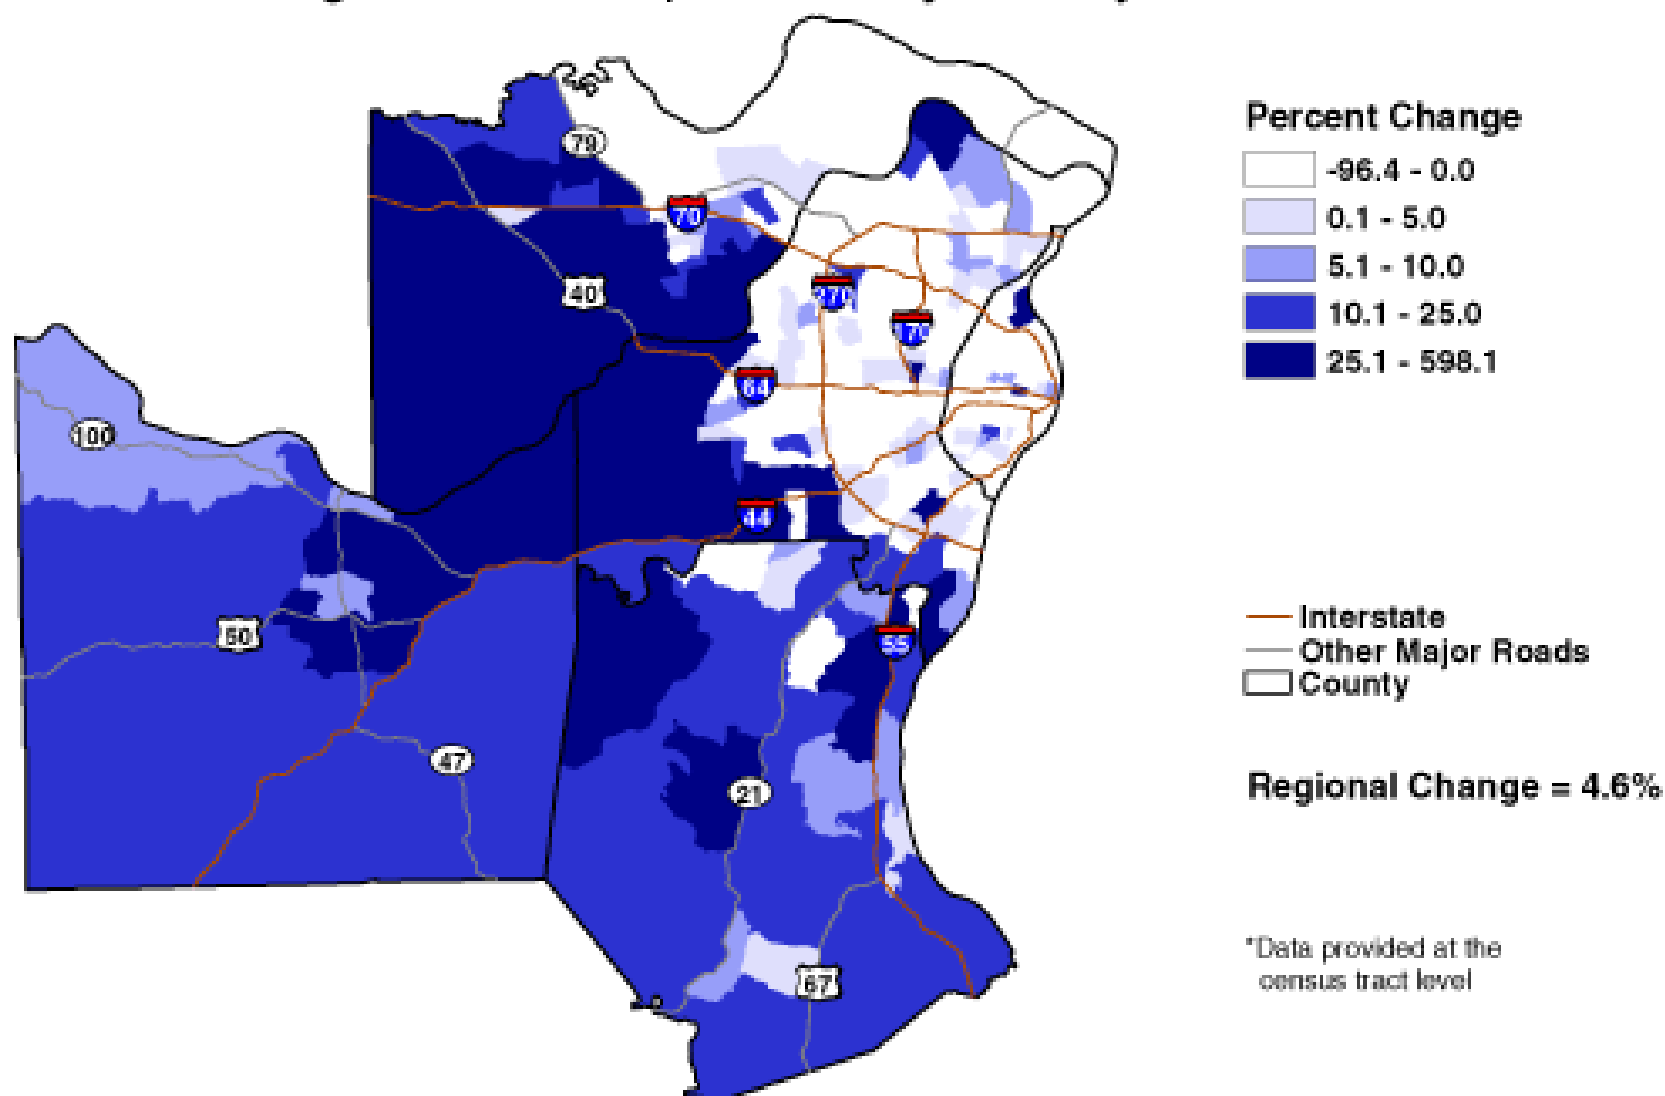 79
Percent Change
-96.4 - 0.0
0.1 - 5.0
5.1 - 10.0
10.1 - 25.0
25.1 - 598.1
70
40
270
170
64
100
44
50
55
47
21
67
Interstate
Other Major Roads
County
Regional Change = 4.6%
*Data provided at the
census tract level